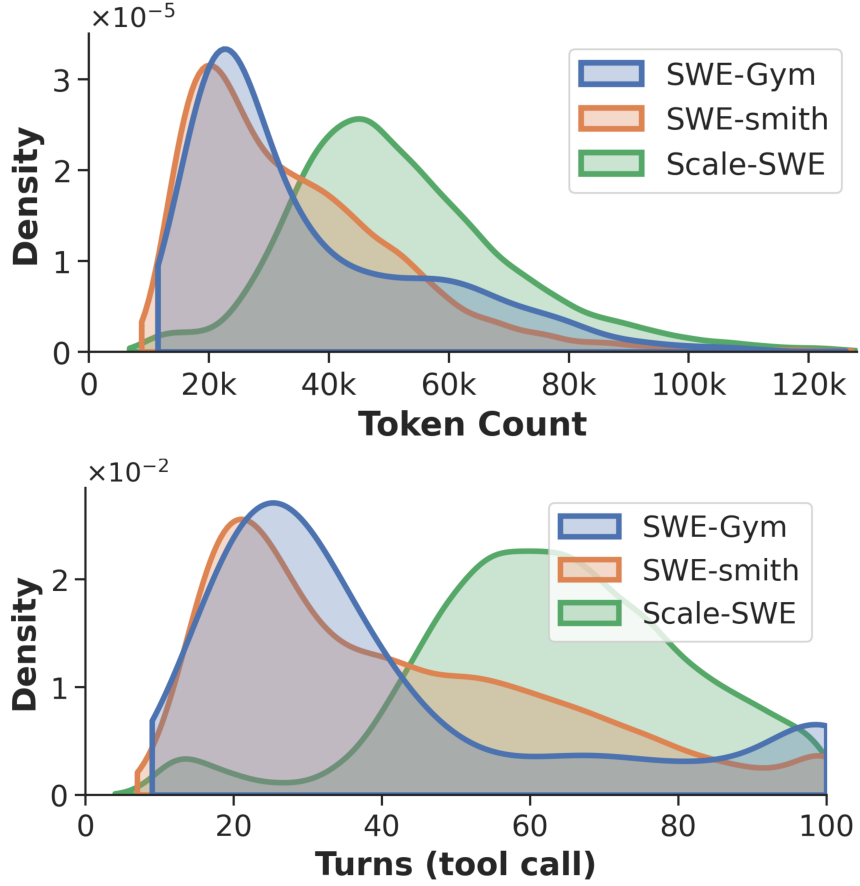 ×10⁻⁵
Density
3
2
1
0
SWE-Gym
SWE-smith
Scale-SWE
0 20k 40k 60k 80k 100k 120k
Token Count
×10⁻²
Density
2
1
0
SWE-Gym
SWE-smith
Scale-SWE
0 20 40 60 80 100
Turns (tool call)